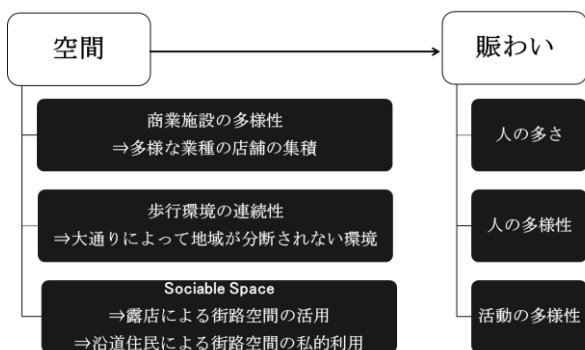 空間
賑わい
商業施設の多様性
⇒多様な業種の店舗の集積
歩行環境の連続性
⇒大通りによって地域が分断されない環境
Sociable Space
⇒露店による街路空間の活用
⇒沿道住民による街路空間の私的利用
人の多さ
人の多様性
活動の多様性